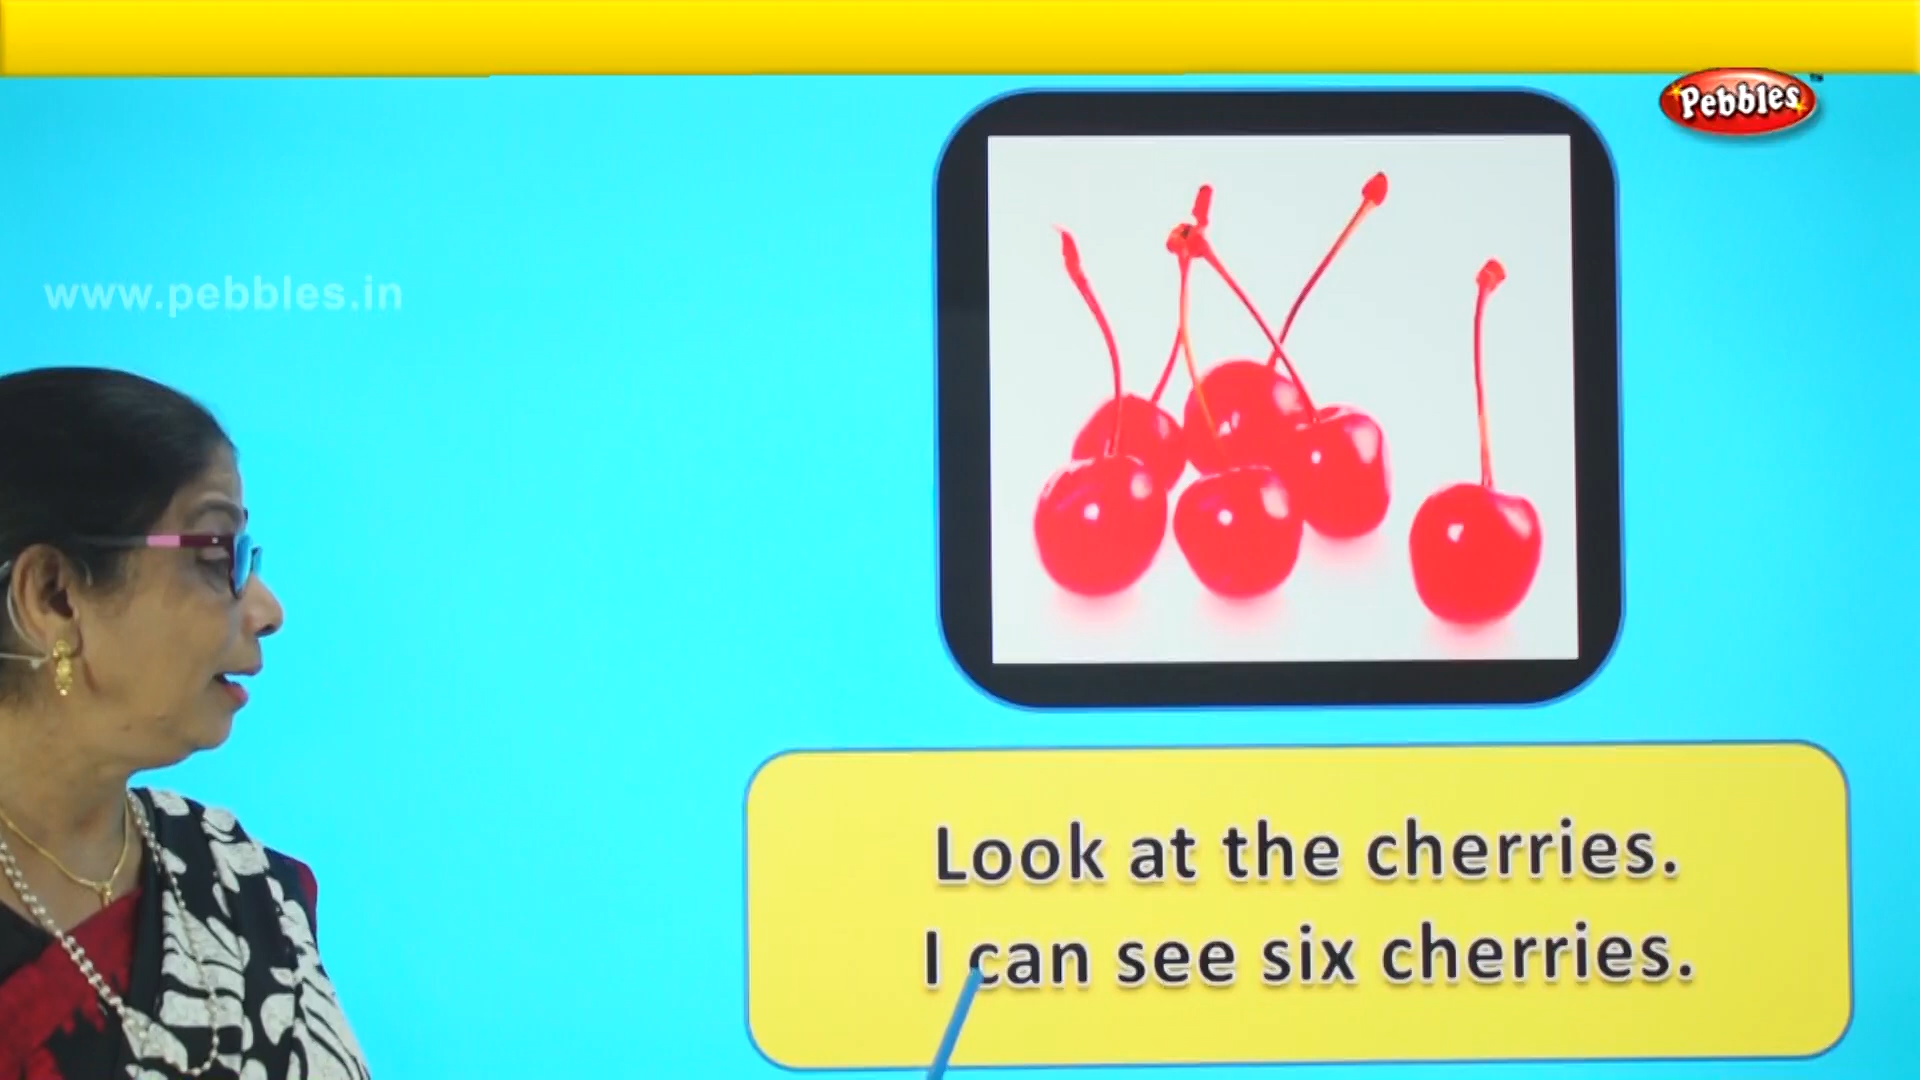 Pebbles
www.pebbles.in
Look at the cherries.
I can see six cherries.